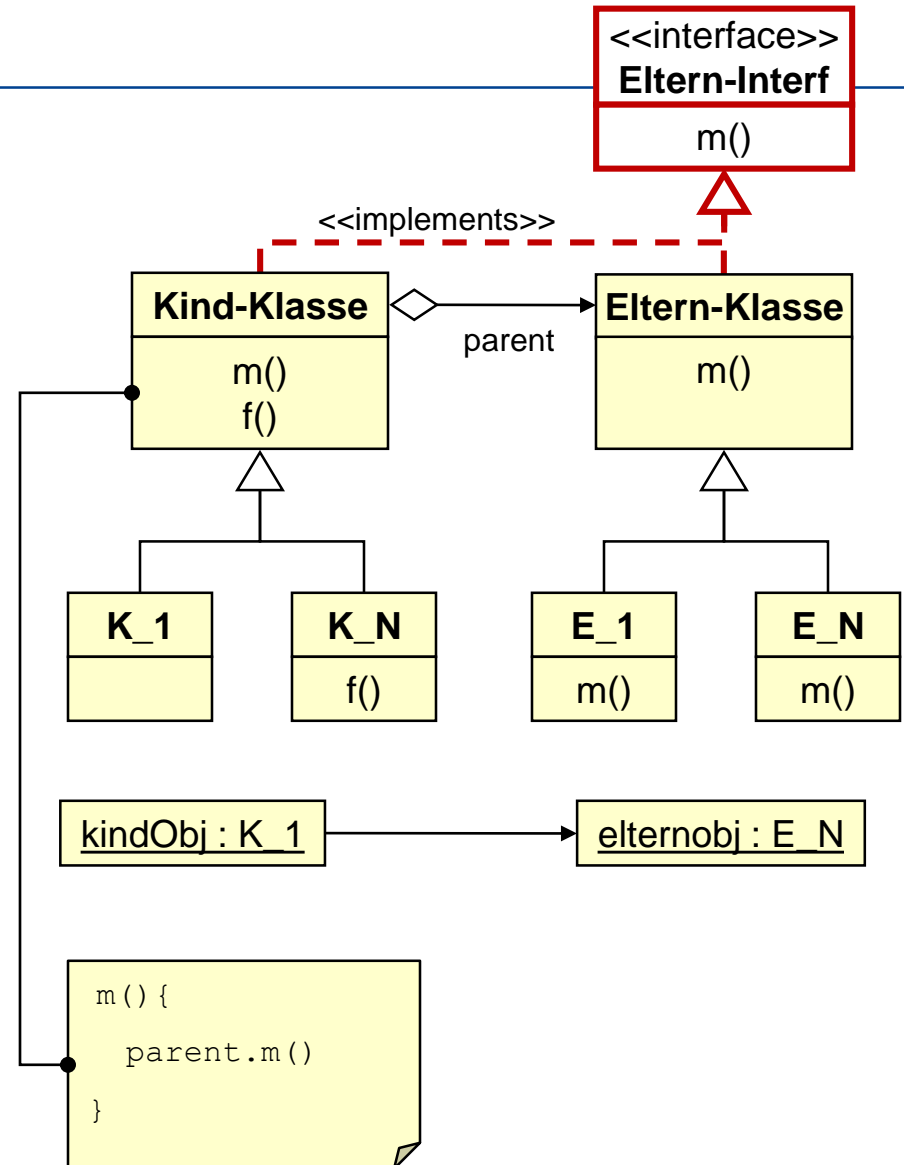 <<interface>>
Eltern-Interf
m()
<<implements>>
Kind-Klasse
m()
f()
parent
Eltern-Klasse
m()
K_1
K_N
f()
E_1
m()
E_N
m()
kindObj : K_1
elternobj : E_N
m(){
parent.m()
}